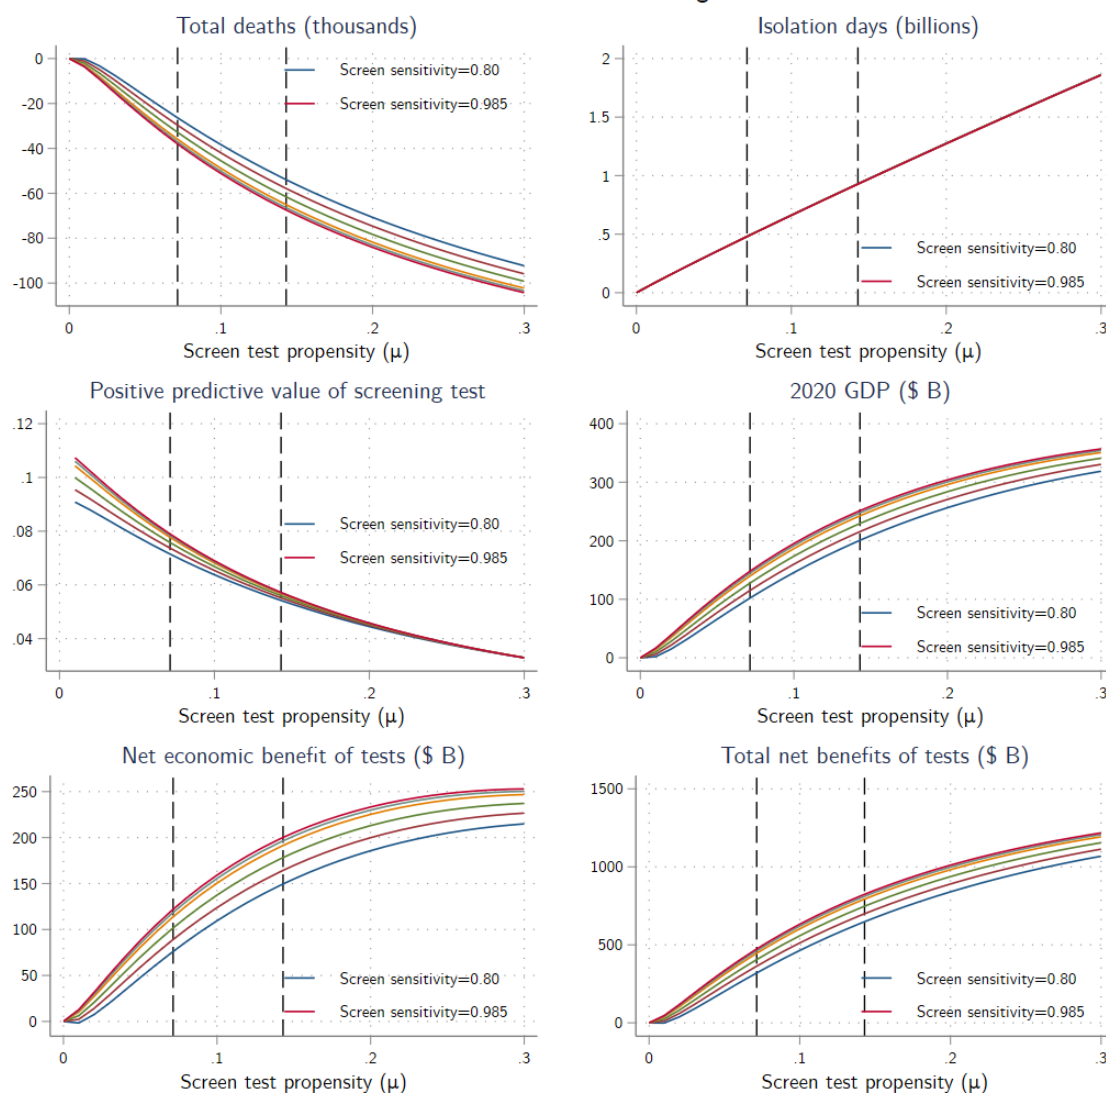 Total deaths (thousands)
0
-20
-40
-60
-80
-100
Screen sensitivity=0.80
Screen sensitivity=0.985
0 .1 .2 .3
Screen test propensity (μ)
Isolation days (billions)
2
1.5
1
.5
0
Screen sensitivity=0.80
Screen sensitivity=0.985
0 .1 .2 .3
Screen test propensity (μ)
Positive predictive value of screening test
.12
.1
.08
.06
.04
Screen sensitivity=0.80
Screen sensitivity=0.985
0 .1 .2 .3
Screen test propensity (μ)
2020 GDP ($ B)
400
300
200
100
0
Screen sensitivity=0.80
Screen sensitivity=0.985
0 .1 .2 .3
Screen test propensity (μ)
Net economic benefit of tests ($ B)
250
200
150
100
50
0
Screen sensitivity=0.80
Screen sensitivity=0.985
0 .1 .2 .3
Screen test propensity (μ)
Total net benefits of tests ($ B)
1500
1000
500
0
Screen sensitivity=0.80
Screen sensitivity=0.985
0 .1 .2 .3
Screen test propensity (μ)